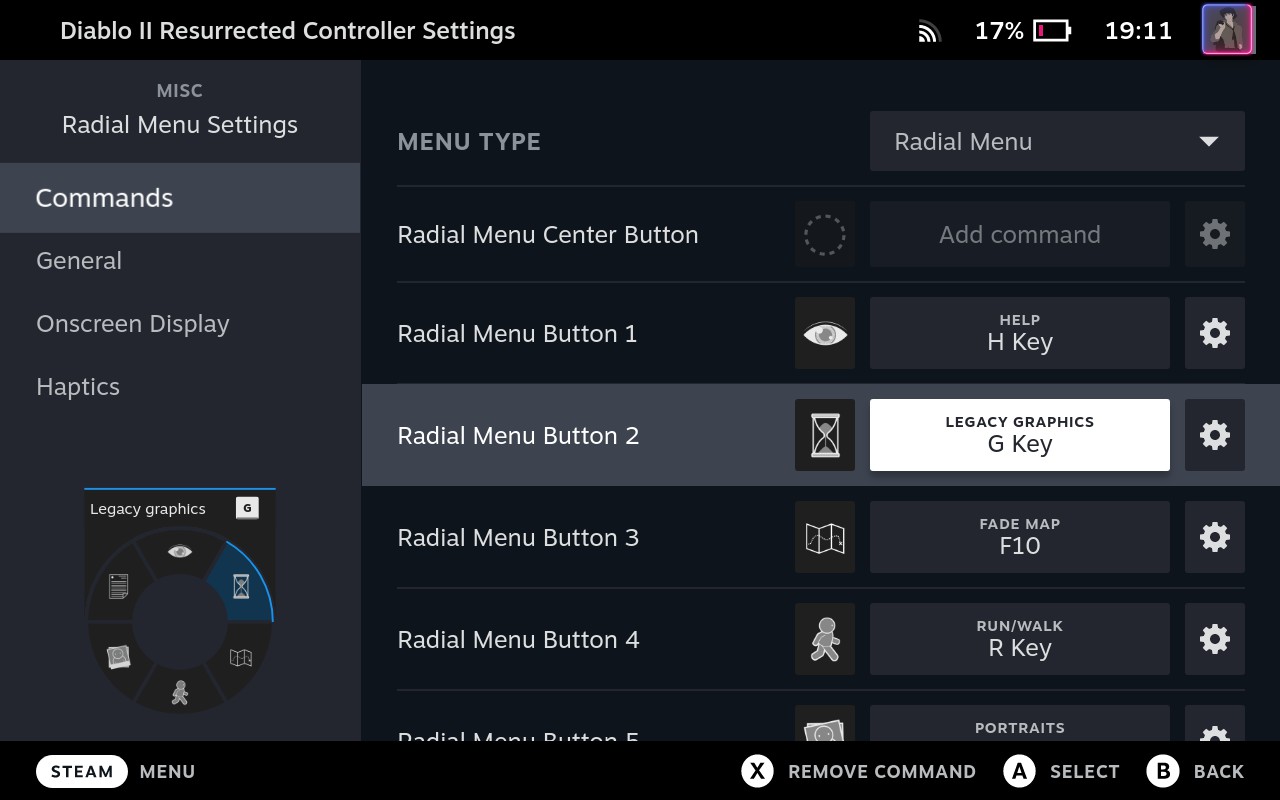 Diablo II Resurrected Controller Settings
17%
19:11
MISC
Radial Menu Settings
Commands
General
Onscreen Display
Haptics
Legacy graphics
G
MENU TYPE
Radial Menu
Radial Menu Center Button
Add command
Radial Menu Button 1
HELP
H Key
Radial Menu Button 2
LEGACY GRAPHICS
G Key
Radial Menu Button 3
FADE MAP
F10
Radial Menu Button 4
RUN/WALK
R Key
Radial Menu Button 5
PORTRAITS
STEAM
MENU
X
REMOVE COMMAND
A
SELECT
B
BACK